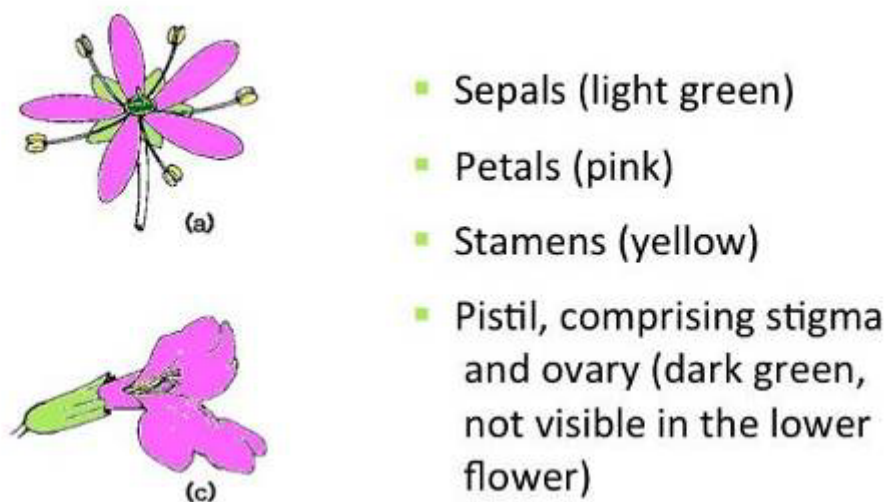 (a)
(c)
Sepals (light green)
Petals (pink)
Stamens (yellow)
Pistil, comprising stigma
and ovary (dark green,
not visible in the lower
flower)